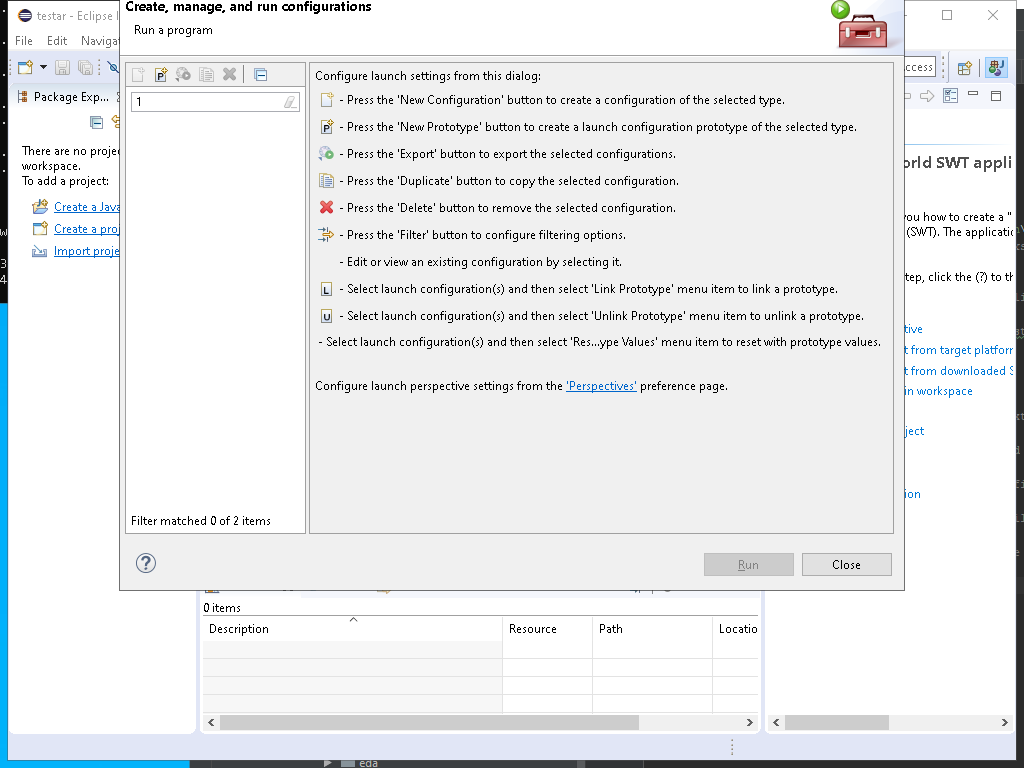 testar - Eclipse I
Create, manage, and run configurations
Run a program
File Edit Naviga
Package Exp...
There are no proje
workspace.
To add a project:
Create a Java
Create a proj
Import proje
1
Filter matched 0 of 2 items
Configure launch settings from this dialog:
- Press the 'New Configuration' button to create a configuration of the selected type.
- Press the 'New Prototype' button to create a launch configuration prototype of the selected type.
- Press the 'Export' button to export the selected configurations.
- Press the 'Duplicate' button to copy the selected configuration.
- Press the 'Delete' button to remove the selected configuration.
- Press the 'Filter' button to configure filtering options.
- Edit or view an existing configuration by selecting it.
L - Select launch configuration(s) and then select 'Link Prototype' menu item to link a prototype.
U - Select launch configuration(s) and then select 'Unlink Prototype' menu item to unlink a prototype.
- Select launch configuration(s) and then select 'Res...ype Values' menu item to reset with prototype values.
Configure launch perspective settings from the 'Perspectives' preference page.
Run Close
ccess
orld SWT appli
you how to create a "
(SWT). The applicatic
tep, click the (?) to th
tive
t from target platforr
t from downloaded S
in workspace
ject
ion
0 items
Description Resource Path Locatio
eda